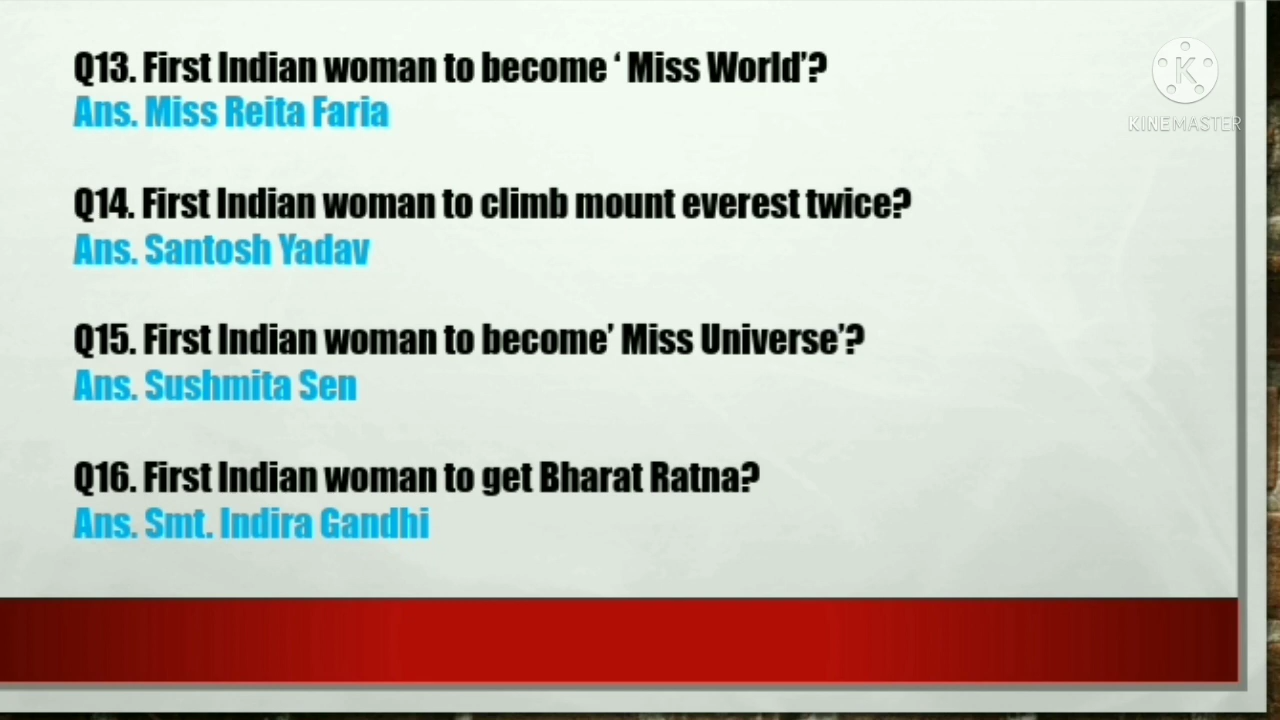 Q13. First Indian woman to become ‘ Miss World’?
Ans. Miss Reita Faria
Q14. First Indian woman to climb mount everest twice?
Ans. Santosh Yadav
Q15. First Indian woman to become’ Miss Universe’?
Ans. Sushmita Sen
Q16. First Indian woman to get Bharat Ratna?
Ans. Smt. Indira Gandhi
K
KINEMASTER